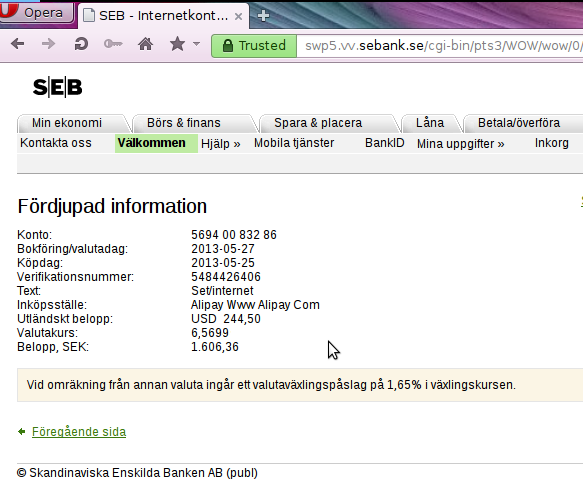 Opera
SEB - Internetkont...
Trusted
swp5.vv.sebank.se/cgi-bin/pts3/WOW/wow/0/
S|E|B
Min ekonomi Börs & finans Spara & placera Låna Betala/överföra
Kontakta oss Välkommen Hjälp » Mobila tjänster BankID Mina uppgifter » Inkorg
Fördjupad information
Konto: 5694 00 832 86
Bokföring/valutadag: 2013-05-27
Köpdag: 2013-05-25
Verifikationsnummer: 5484426406
Text: Set/internet
Inköpsställe: Alipay Www Alipay Com
Utländskt belopp: USD 244,50
Valutakurs: 6,5699
Belopp, SEK: 1.606,36
Vid omräkning från annan valuta ingår ett valutaväxlingspåslag på 1,65% i växlingskursen.
Föregående sida
© Skandinaviska Enskilda Banken AB (publ)